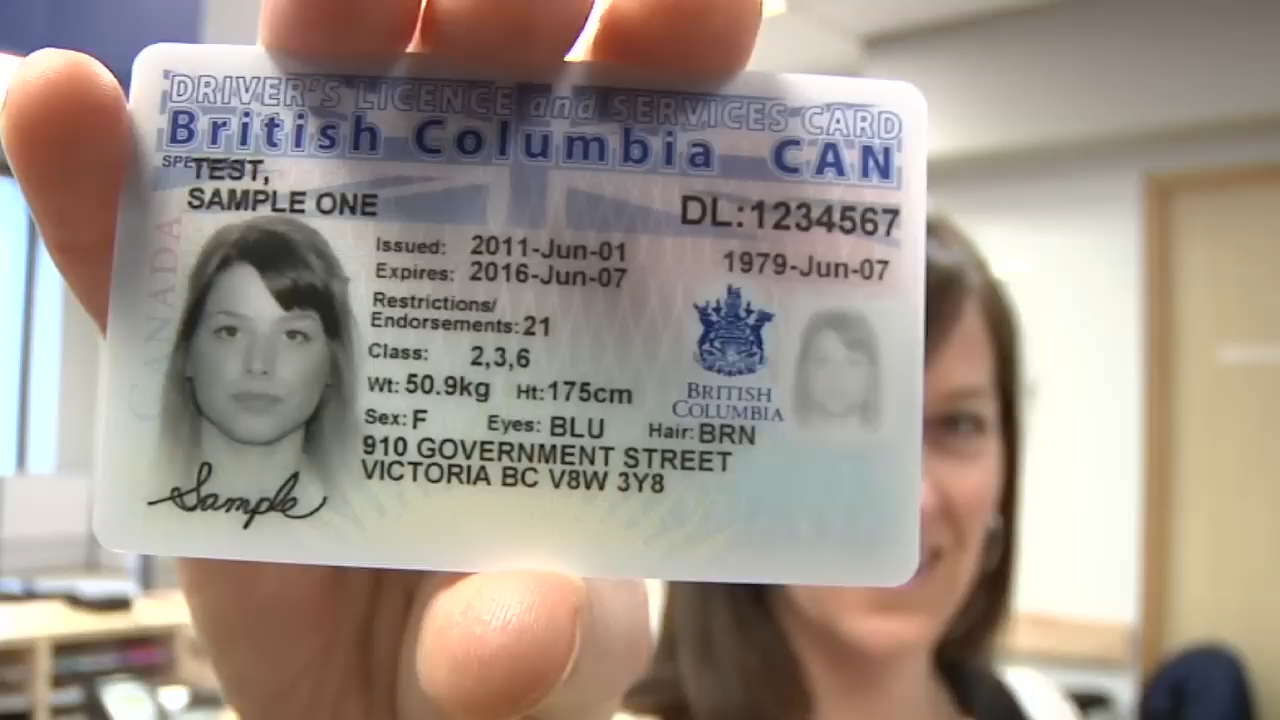 DRIVER'S LICENCE and SERVICES CARD
British Columbia CAN
TEST,
SAMPLE ONE
DL:1234567
Issued: 2011-Jun-01
1979-Jun-07
Expires: 2016-Jun-07
Restrictions/
Endorsements: 21
Class: 2,3,6
Wt: 50.9kg Ht: 175cm
BRITISH
COLUMBIA
Sex: F Eyes: BLU Hair: BRN
910 GOVERNMENT STREET
VICTORIA BC V8W 3Y8
CANADA
Sample